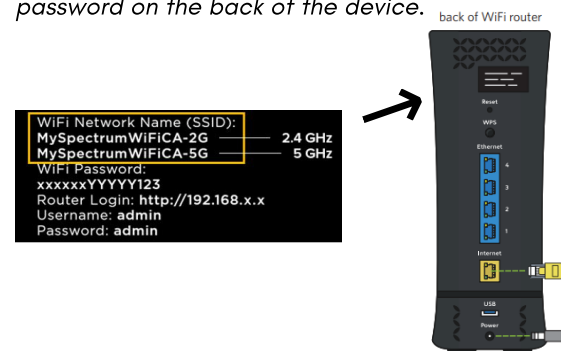 password on the back of the device.
back of WiFi router
WiFi Network Name (SSID):
MySpectrumWiFiCA-2G 2.4 GHz
MySpectrumWiFiCA-5G 5 GHz
WiFi Password:
xxxxxxYYYYY123
Router Login: http://192.168.x.x
Username: admin
Password: admin
Reset
WPS
Ethernet
4
3
2
1
Internet
USB
Power